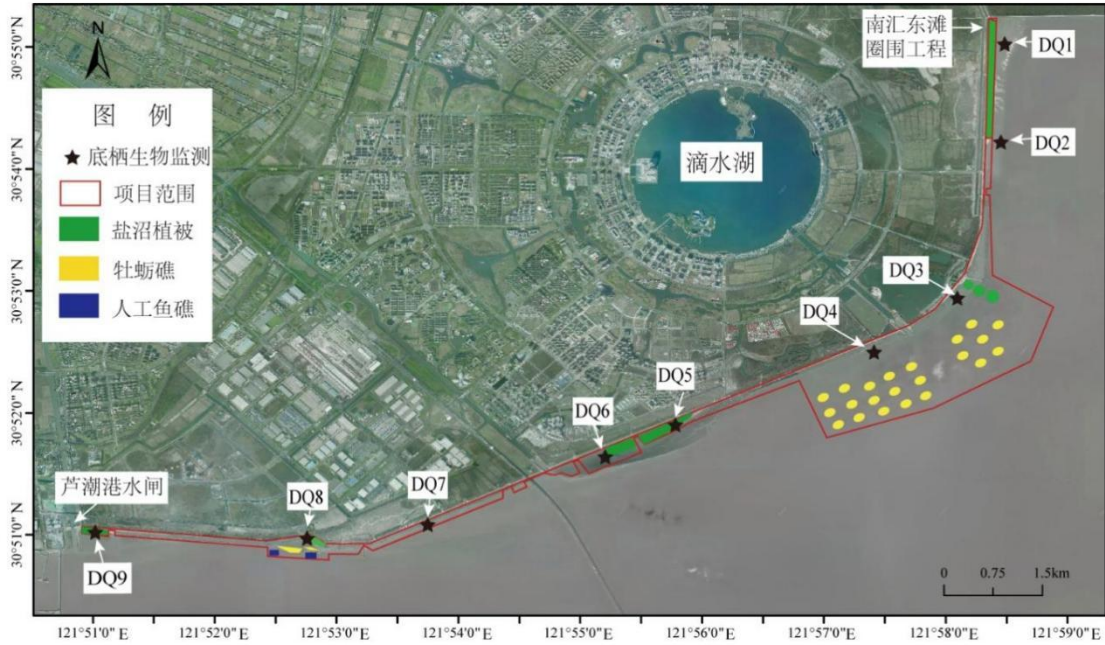 30°55'0"N
30°54'0"N
30°53'0"N
30°52'0"N
30°51'0"N
N
图 例
底栖生物监测
项目范围
盐沼植被
牡蛎礁
人工鱼礁
滴水湖
南汇东滩
圈围工程
DQ1
DQ2
DQ3
DQ4
DQ5
DQ6
DQ7
DQ8
芦潮港水闸
DQ9
0 0.75 1.5km
121°51'0" E
121°52'0" E
121°53'0" E
121°54'0" E
121°55'0" E
121°56'0" E
121°57'0" E
121°58'0" E
121°59'0" E